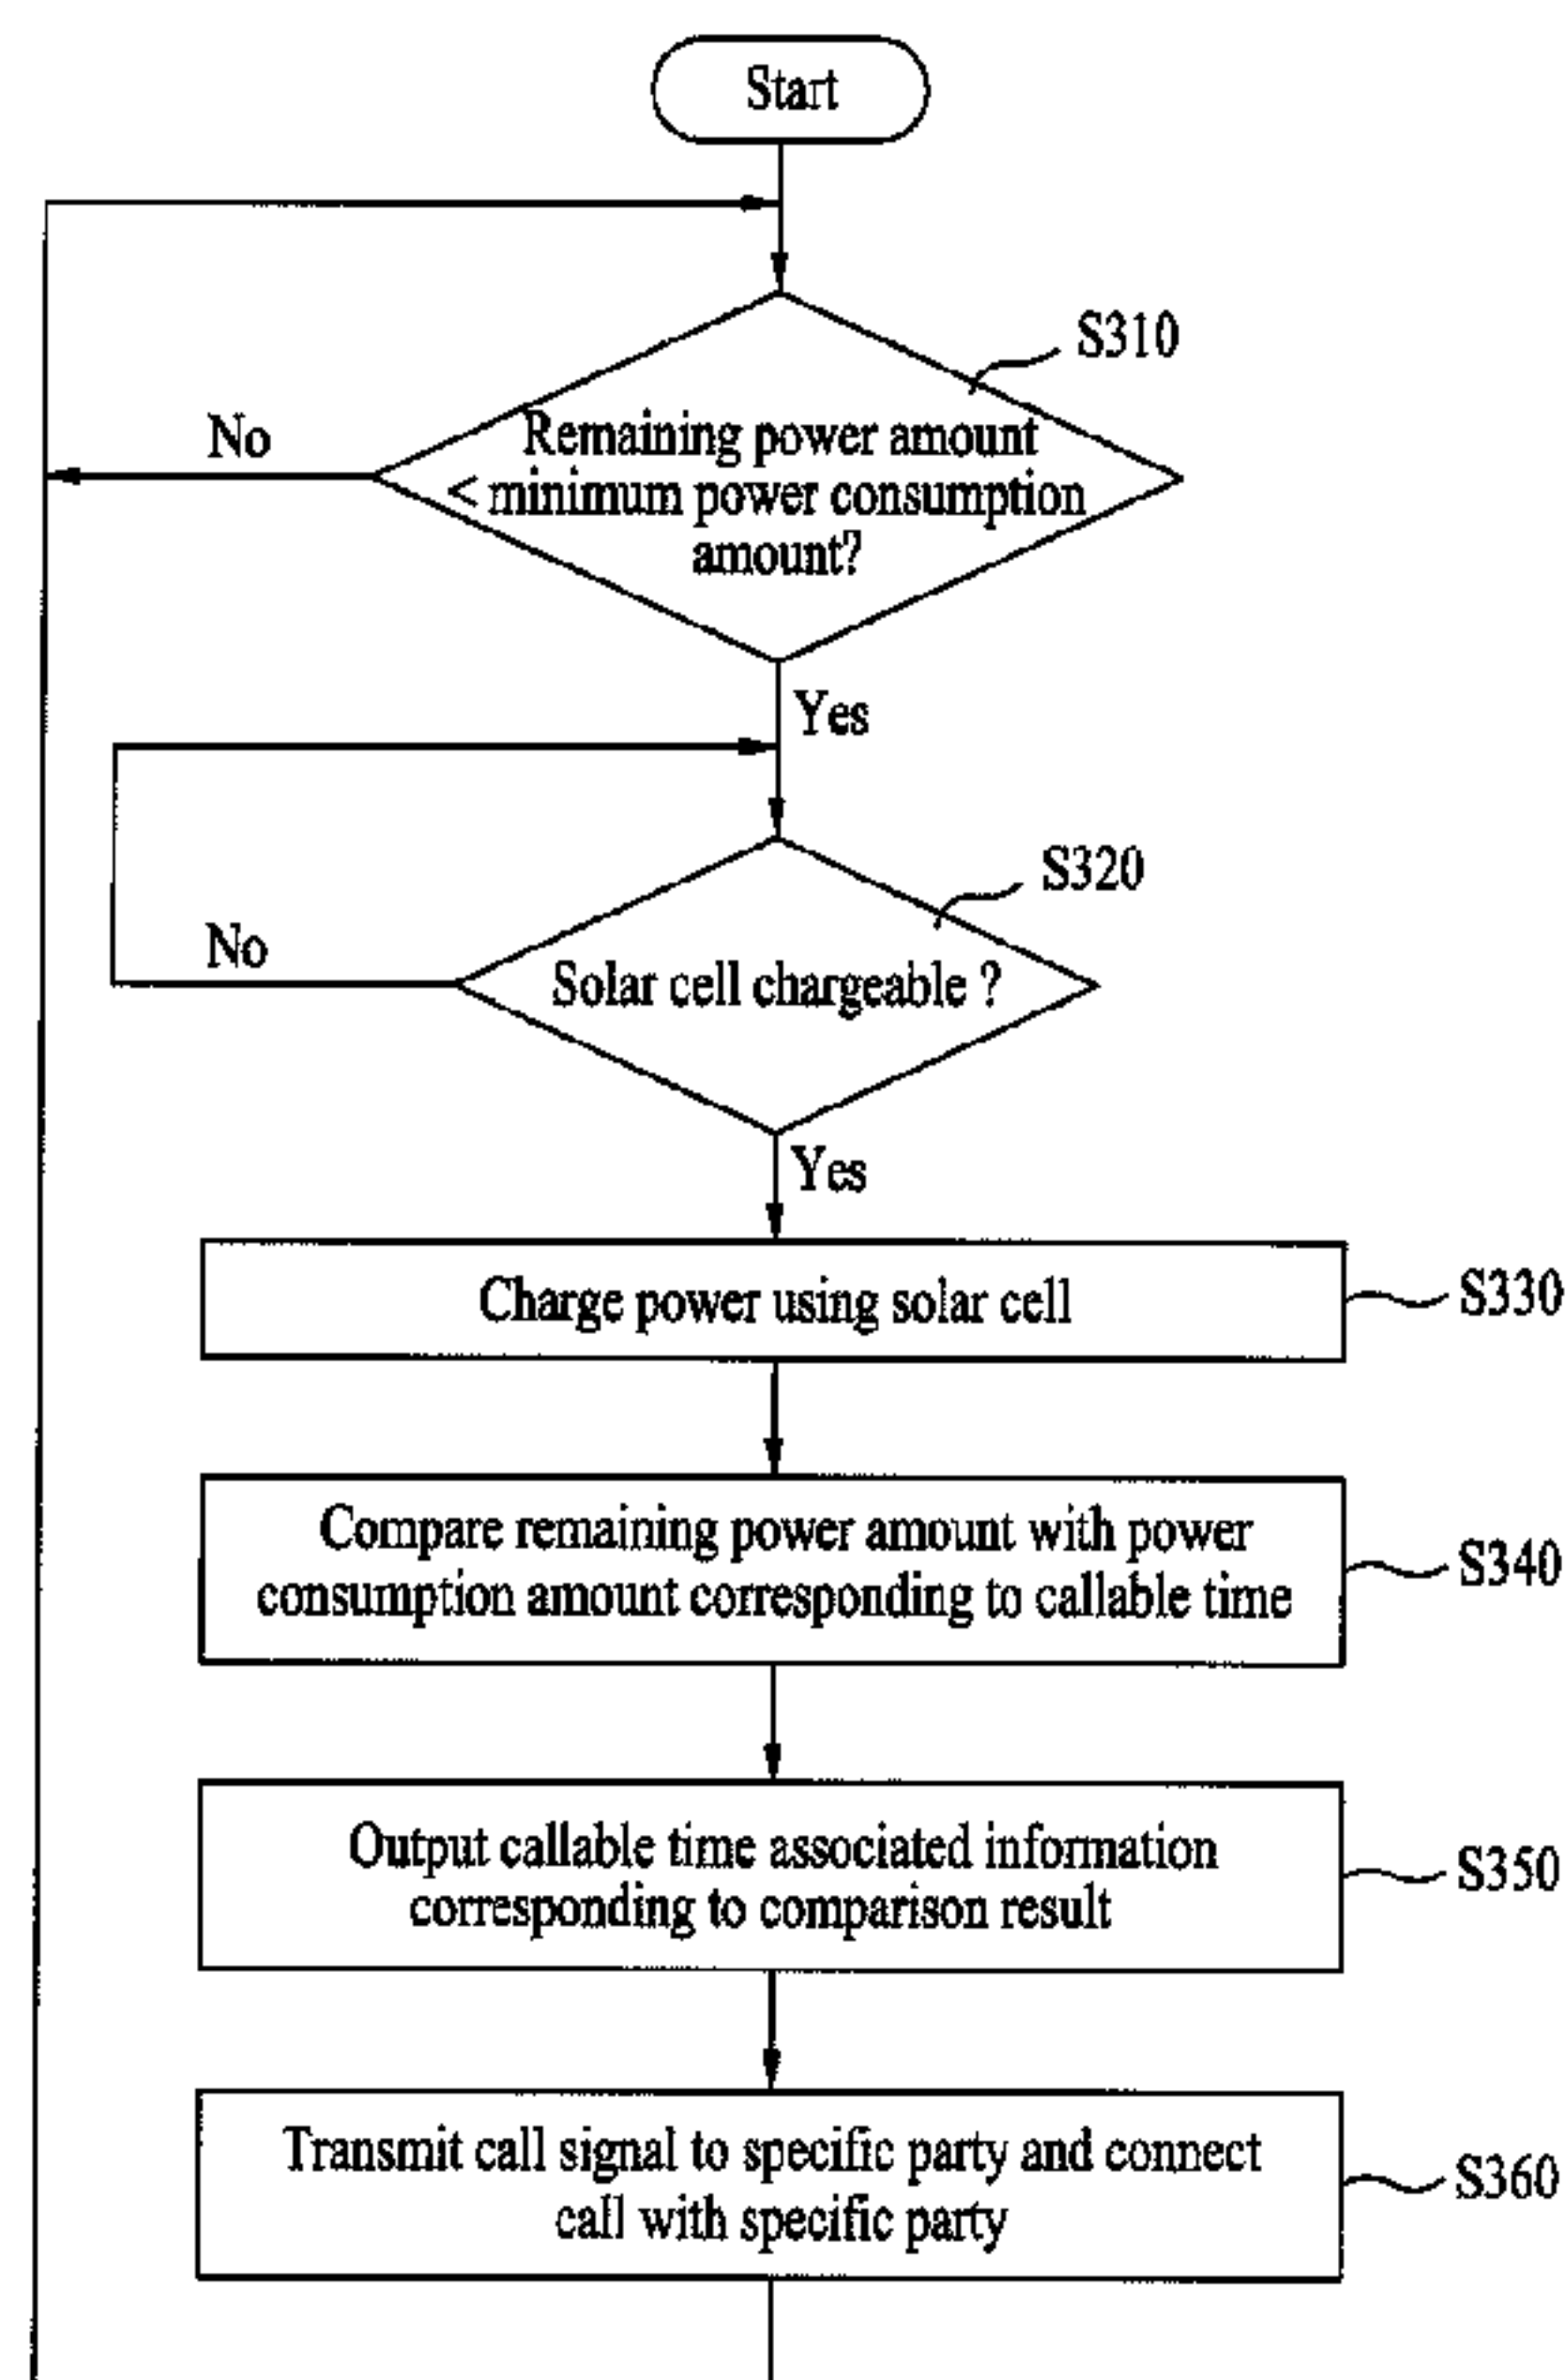 Start
S310
No
Remaining power amount
< minimum power consumption
amount?
Yes
S320
No
Solar cell chargeable ?
Yes
Charge power using solar cell
S330
Compare remaining power amount with power
consumption amount corresponding to callable time
S340
Output callable time associated information
corresponding to comparison result
S350
Transmit call signal to specific party and connect
call with specific party
S360